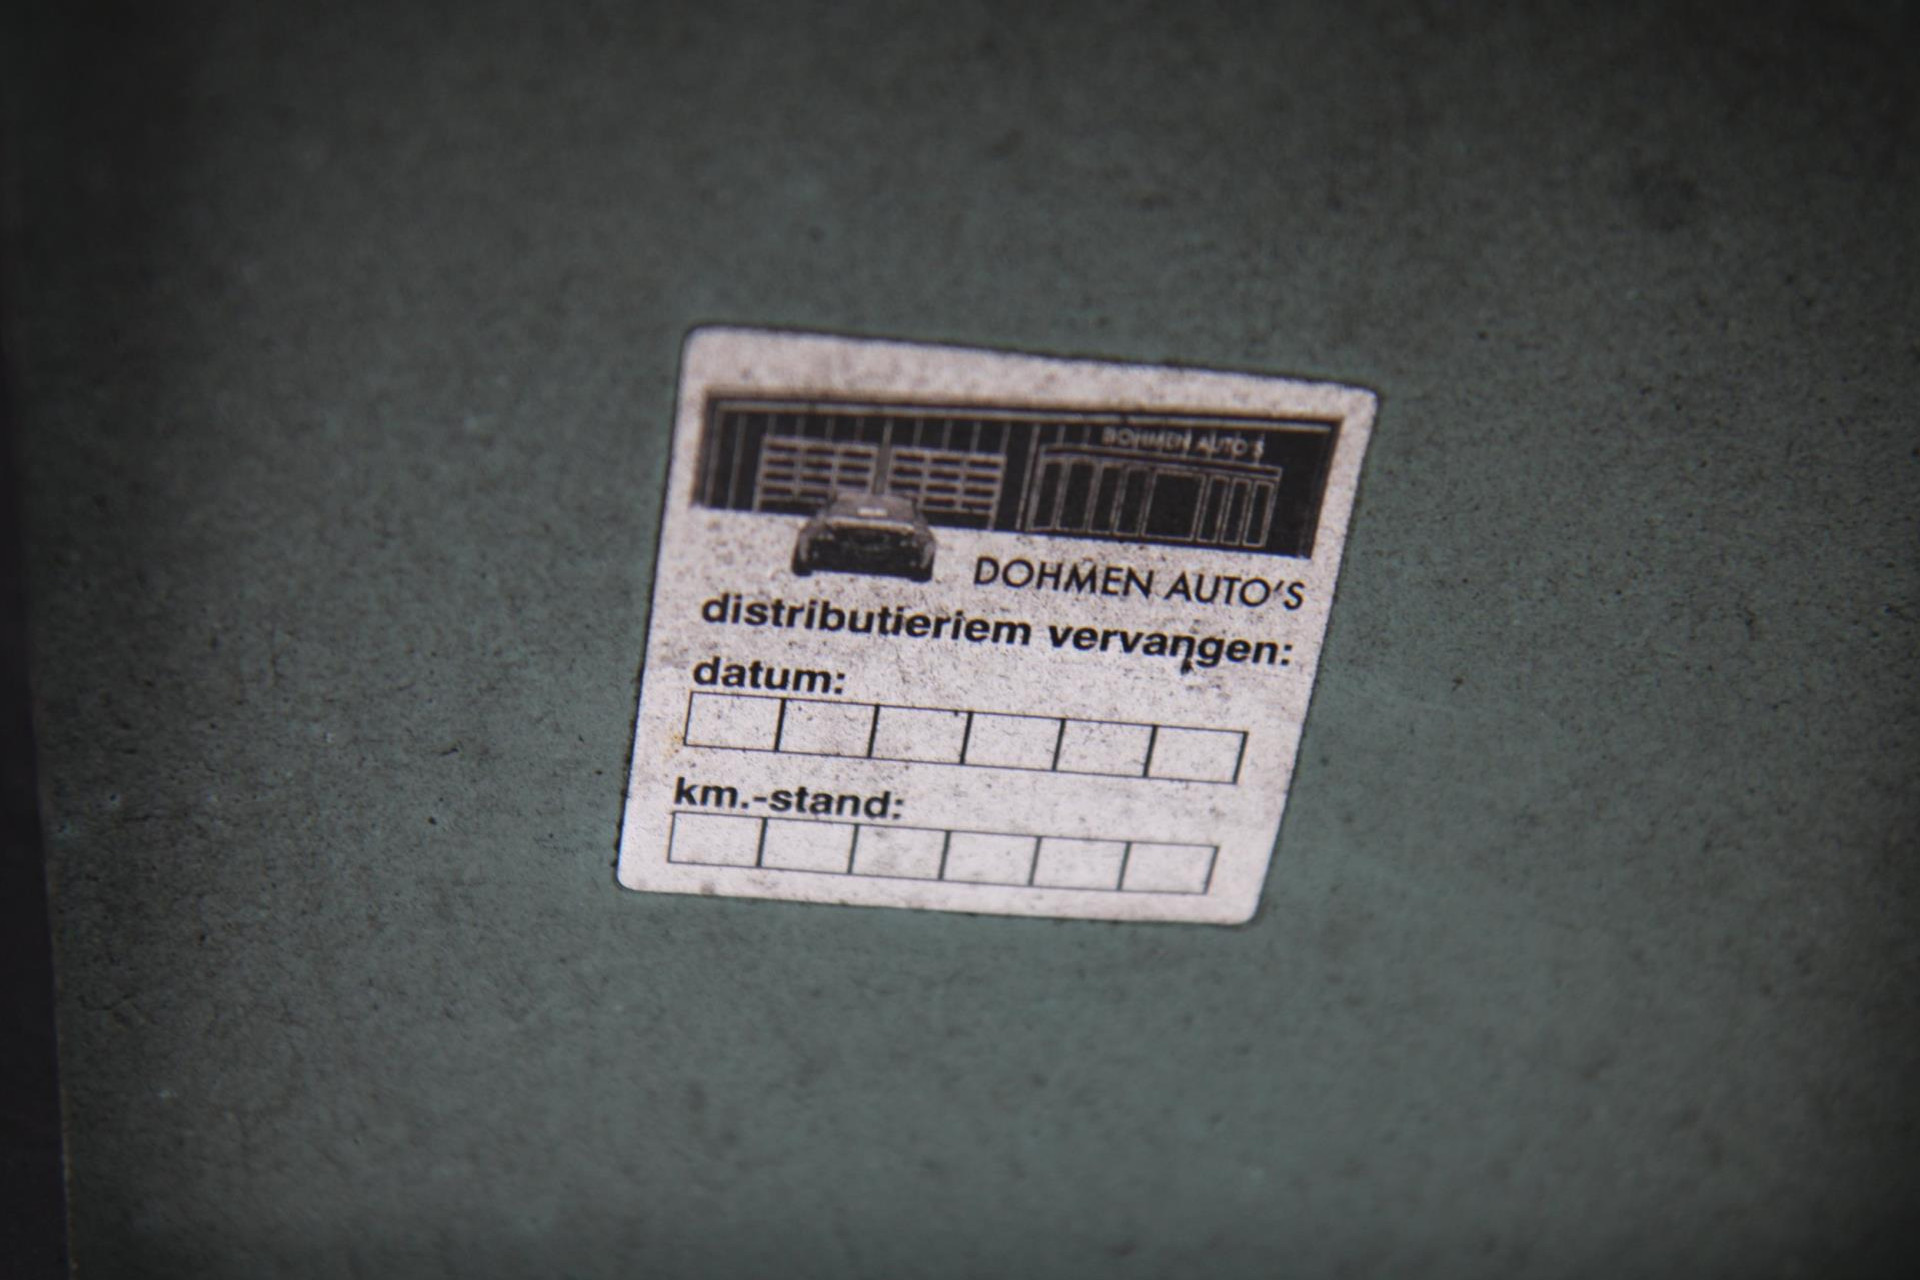 DOHMEN AUTO'S
DOHMEN AUTO'S
distributieriem vervangen:
datum:
km.-stand: